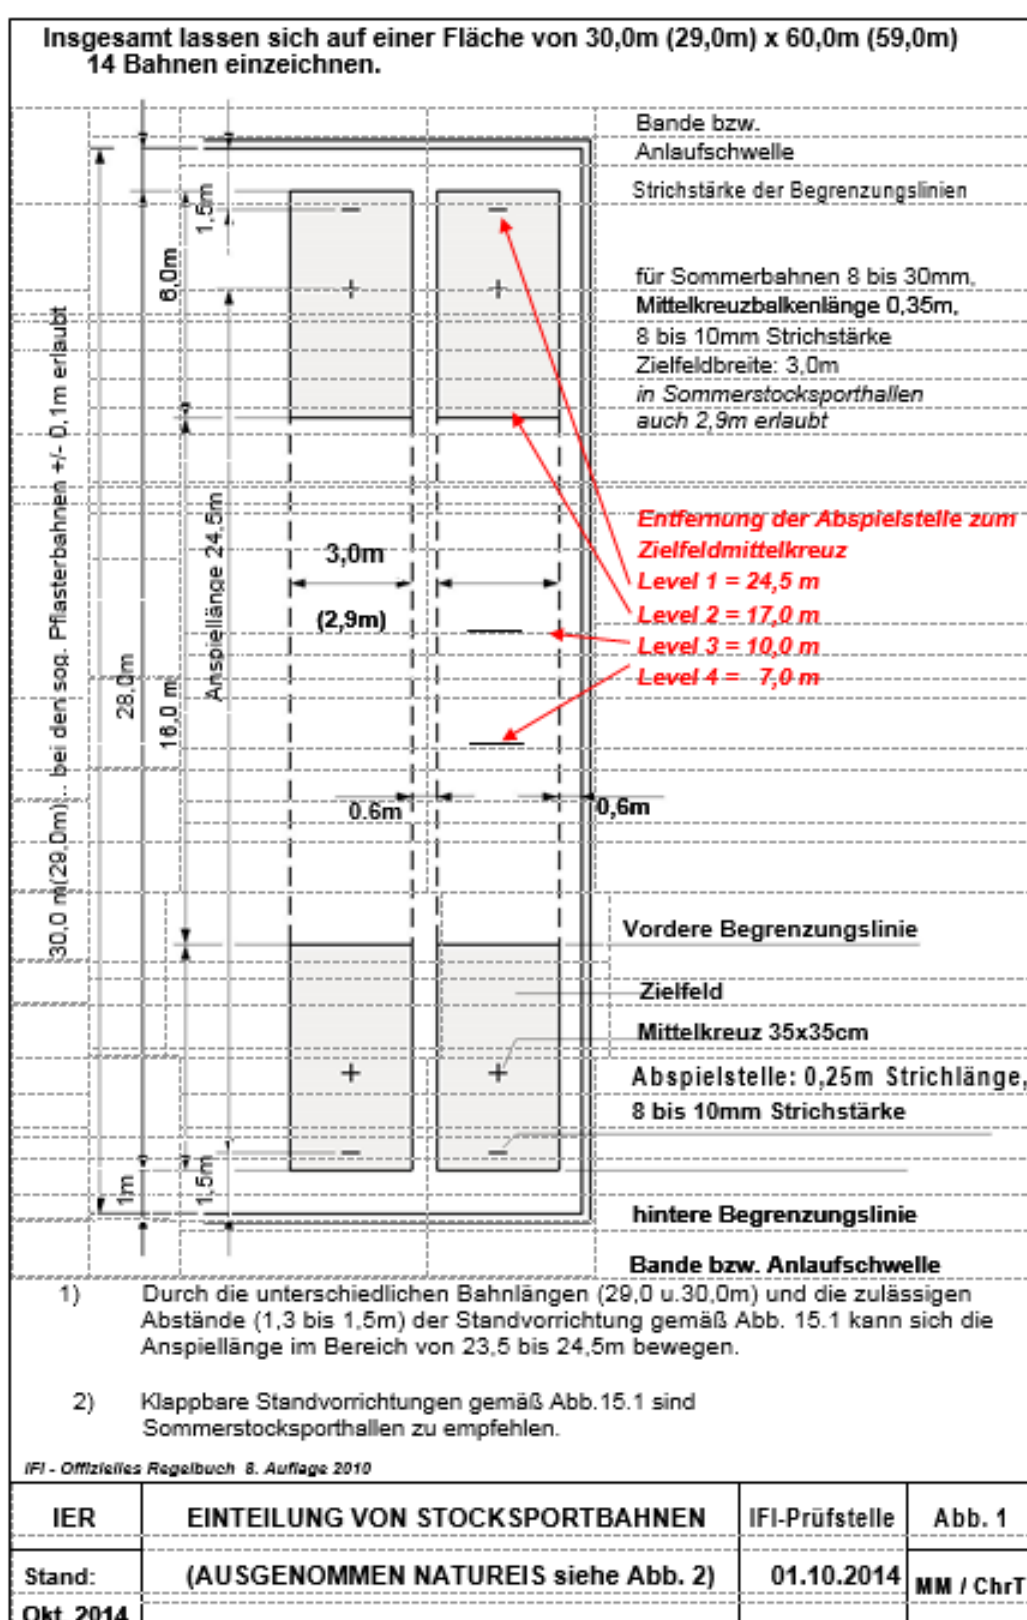 Insgesamt lassen sich auf einer Fläche von 30,0m (29,0m) x 60,0m (59,0m)
14 Bahnen einzeichnen.
Bande bzw.
Anlaufschwelle
Strichstärke der Begrenzungslinien
1,5m
6,0m
für Sommerbahnen 8 bis 30mm,
Mittelkreuzbalkenlänge 0,35m,
8 bis 10mm Strichstärke
Zielfeldbreite: 3,0m
in Sommerstocksporthallen
auch 2,9m erlaubt
30,0 m(29,0m) .. bei den sog. Pflasterbahnen +/- 0,1m erlaubt
28,0m
16,0 m
Anspiellänge 24,5m
3,0m
(2,9m)
Entfernung der Abspielstelle zum
Zielfeldmittelkreuz
Level 1 = 24,5 m
Level 2 = 17,0 m
Level 3 = 10,0 m
Level 4 = 7,0 m
0.6m
0,6m
Vordere Begrenzungslinie
Zielfeld
Mittelkreuz 35x35cm
Abspielstelle: 0,25m Strichlänge,
8 bis 10mm Strichstärke
1m
1,5m
hintere Begrenzungslinie
Bande bzw. Anlaufschwelle
1) Durch die unterschiedlichen Bahnlängen (29,0 u.30,0m) und die zulässigen
Abstände (1,3 bis 1,5m) der Standvorrichtung gemäß Abb. 15.1 kann sich die
Anspiellänge im Bereich von 23,5 bis 24,5m bewegen.
2) Klappbare Standvorrichtungen gemäß Abb.15.1 sind
Sommerstocksporthallen zu empfehlen.
IFI - Offizielles Regelbuch 8. Auflage 2010
IER EINTEILUNG VON STOCKSPORTBAHNEN IFI-Prüfstelle Abb. 1
Stand: (AUSGENOMMEN NATUREIS siehe Abb. 2) 01.10.2014 MM / ChrT
Okt. 2014